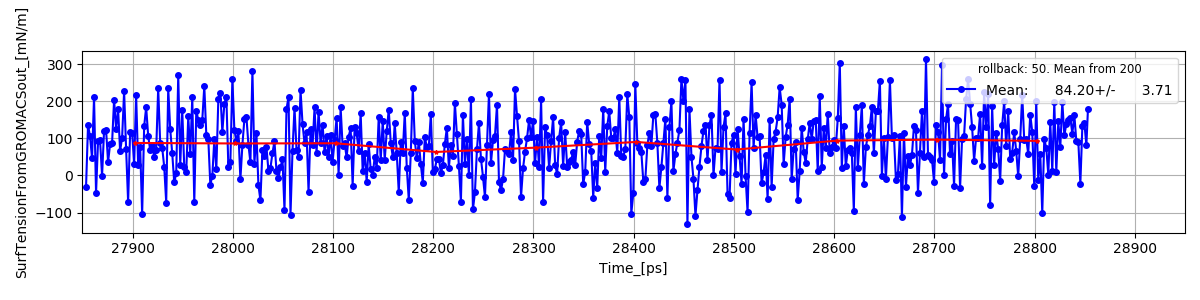 SurfTensionFromGROMACSout_[mN/m]
300
200
100
0
−100
rollback: 50. Mean from 200
Mean: 84.20+/- 3.71
27900 28000 28100 28200 28300 28400 28500 28600 28700 28800 28900
Time_[ps]